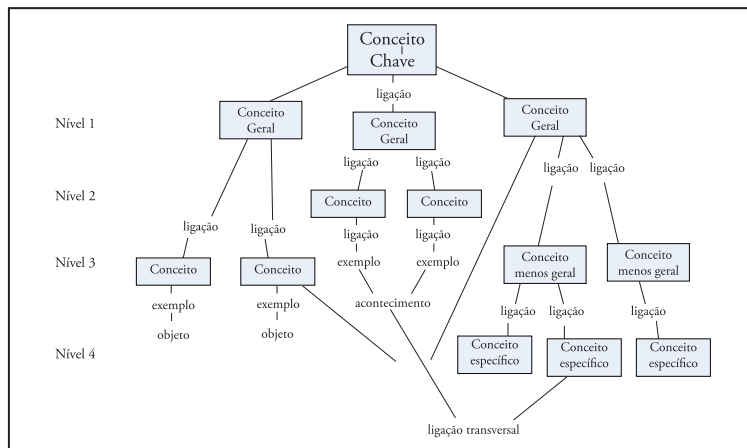 Conceito
Chave
ligação
Nível 1
Conceito
Geral
Conceito
Geral
Conceito
Geral
ligação
ligação
ligação
ligação
Nível 2
Conceito
Conceito
ligação
ligação
ligação
ligação
Nível 3
Conceito
Conceito
exemplo
exemplo
Conceito
menos geral
Conceito
menos geral
exemplo
exemplo
acontecimento
ligação
ligação
ligação
objeto
objeto
Nível 4
Conceito
específico
Conceito
específico
Conceito
específico
ligação transversal